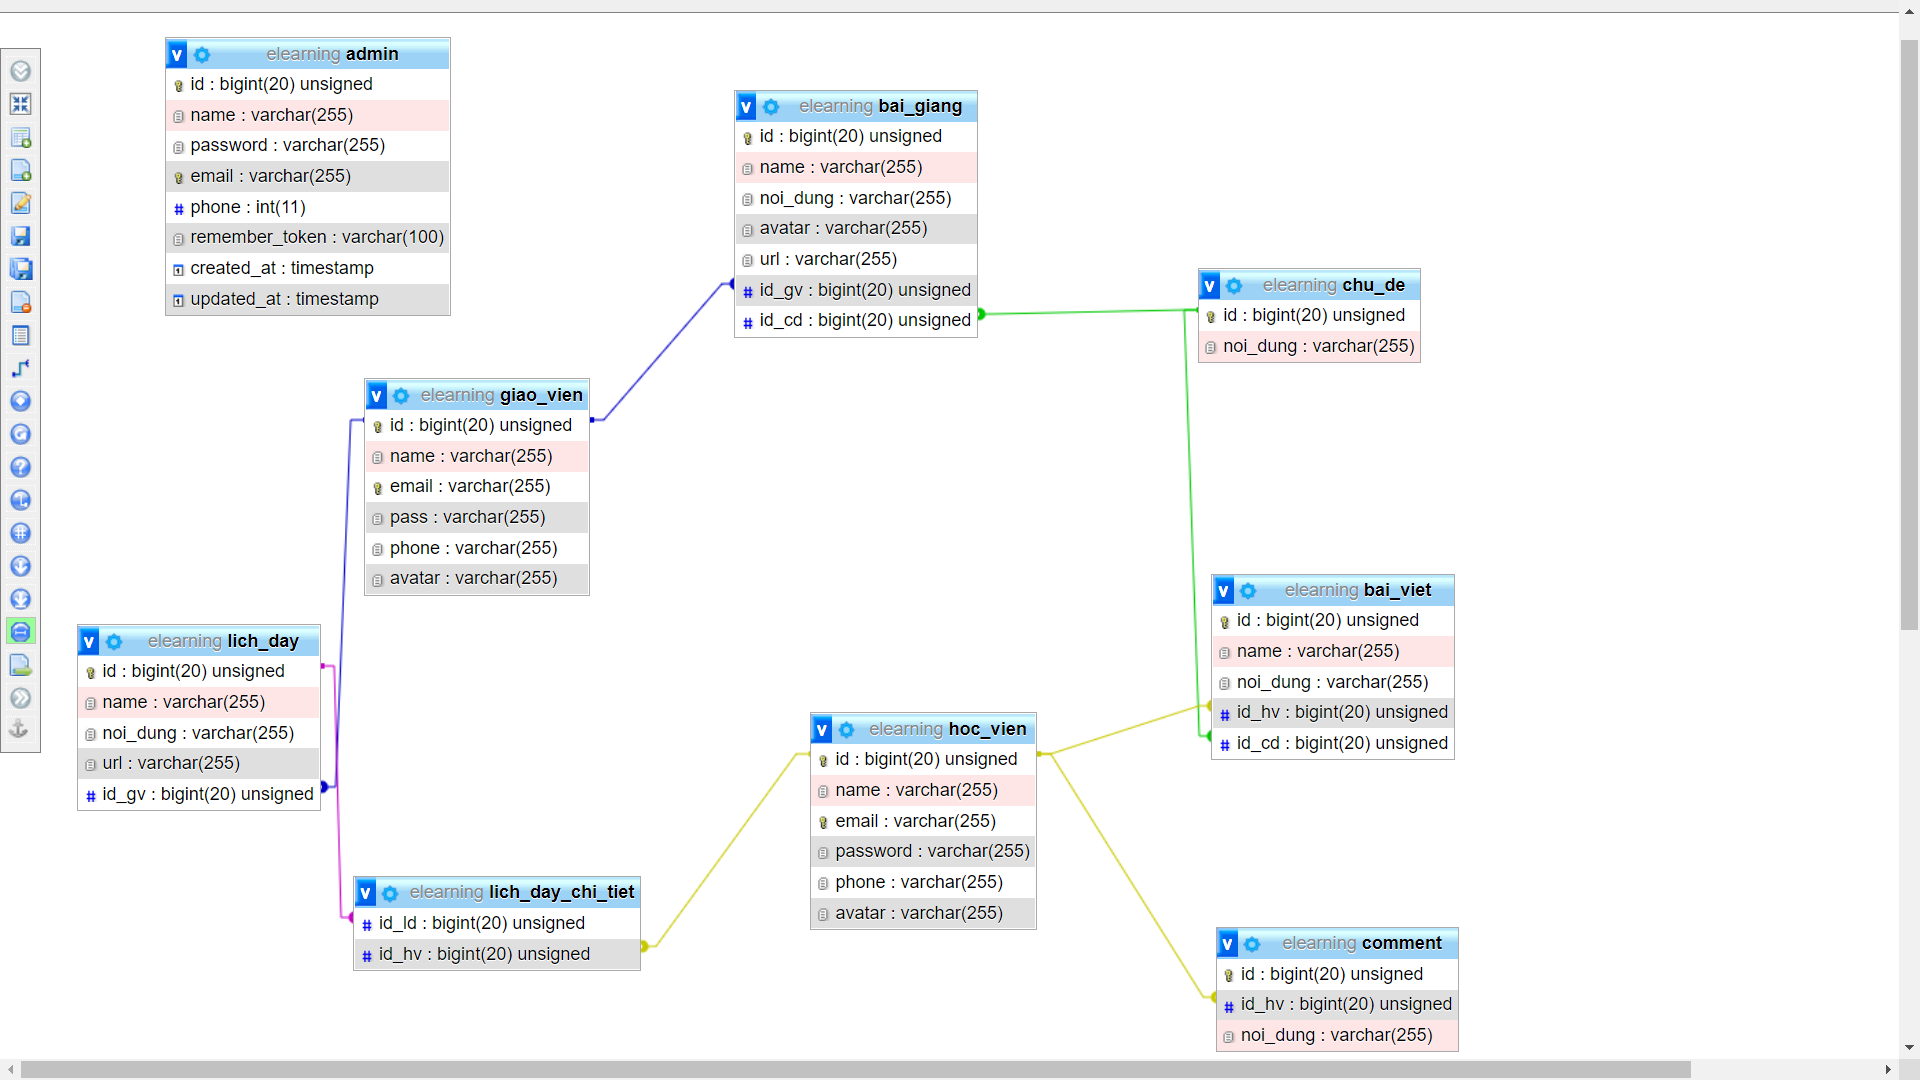 v elearning admin
id : bigint(20) unsigned
name : varchar(255)
password : varchar(255)
email : varchar(255)
# phone : int(11)
remember_token : varchar(100)
created_at : timestamp
updated_at : timestamp
v elearning bai_giang
id : bigint(20) unsigned
name : varchar(255)
noi_dung : varchar(255)
avatar : varchar(255)
url : varchar(255)
# id_gv : bigint(20) unsigned
# id_cd : bigint(20) unsigned
v elearning chu_de
id : bigint(20) unsigned
noi_dung : varchar(255)
v elearning giao_vien
id : bigint(20) unsigned
name : varchar(255)
email : varchar(255)
pass : varchar(255)
phone : varchar(255)
avatar : varchar(255)
v elearning bai_viet
id : bigint(20) unsigned
name : varchar(255)
noi_dung : varchar(255)
# id_hv : bigint(20) unsigned
# id_cd : bigint(20) unsigned
v elearning lich_day
id : bigint(20) unsigned
name : varchar(255)
noi_dung : varchar(255)
url : varchar(255)
# id_gv : bigint(20) unsigned
v elearning hoc_vien
id : bigint(20) unsigned
name : varchar(255)
email : varchar(255)
password : varchar(255)
phone : varchar(255)
avatar : varchar(255)
v elearning lich_day_chi_tiet
# id_ld : bigint(20) unsigned
# id_hv : bigint(20) unsigned
v elearning comment
id : bigint(20) unsigned
# id_hv : bigint(20) unsigned
noi_dung : varchar(255)